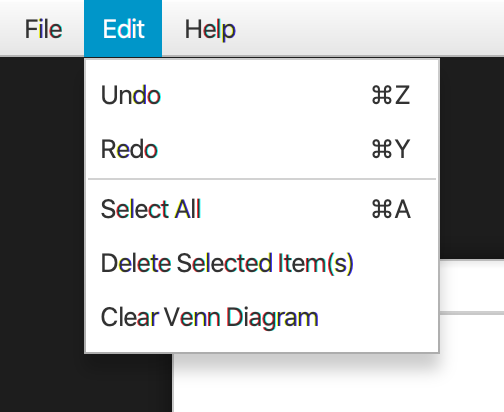 File Edit Help
Undo ⌘Z
Redo ⌘Y
Select All ⌘A
Delete Selected Item(s)
Clear Venn Diagram